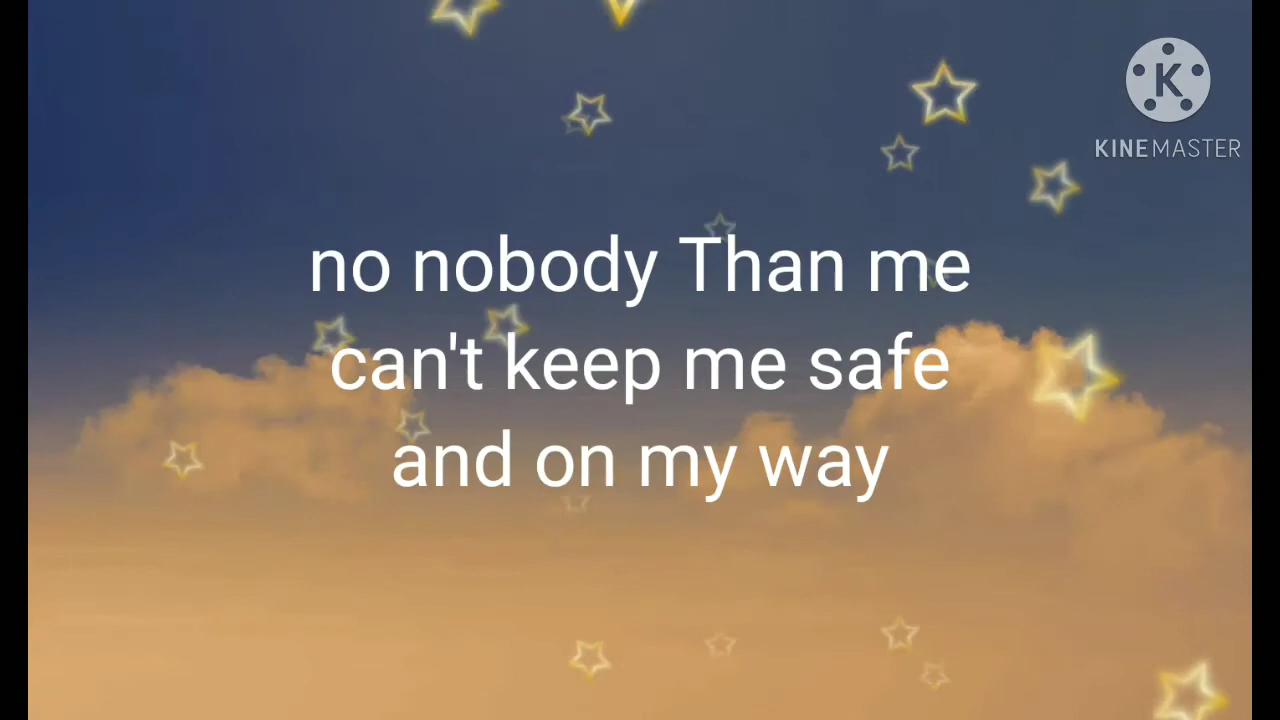 K
KINEMASTER
no nobody Than me
can't keep me safe
and on my way